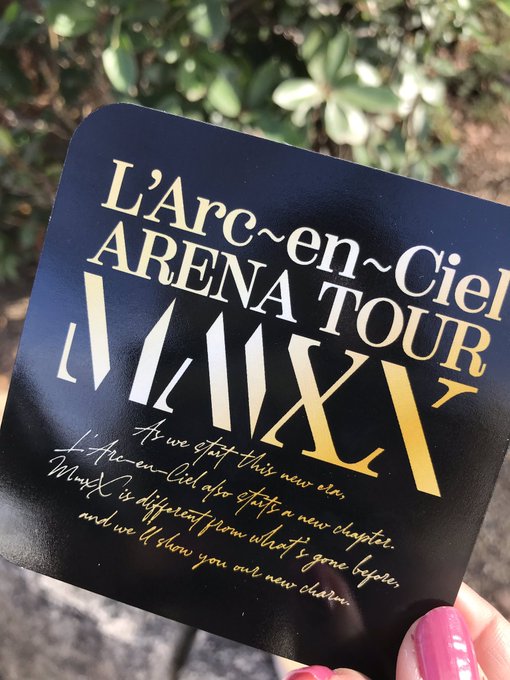 L'Arc~en~Ciel
ARENA TOUR
MMXX
As we start this new era,
L'Arc-en-Ciel also starts a new chapter.
MmxX is different from what's gone before,
and we'll show you our new charm.